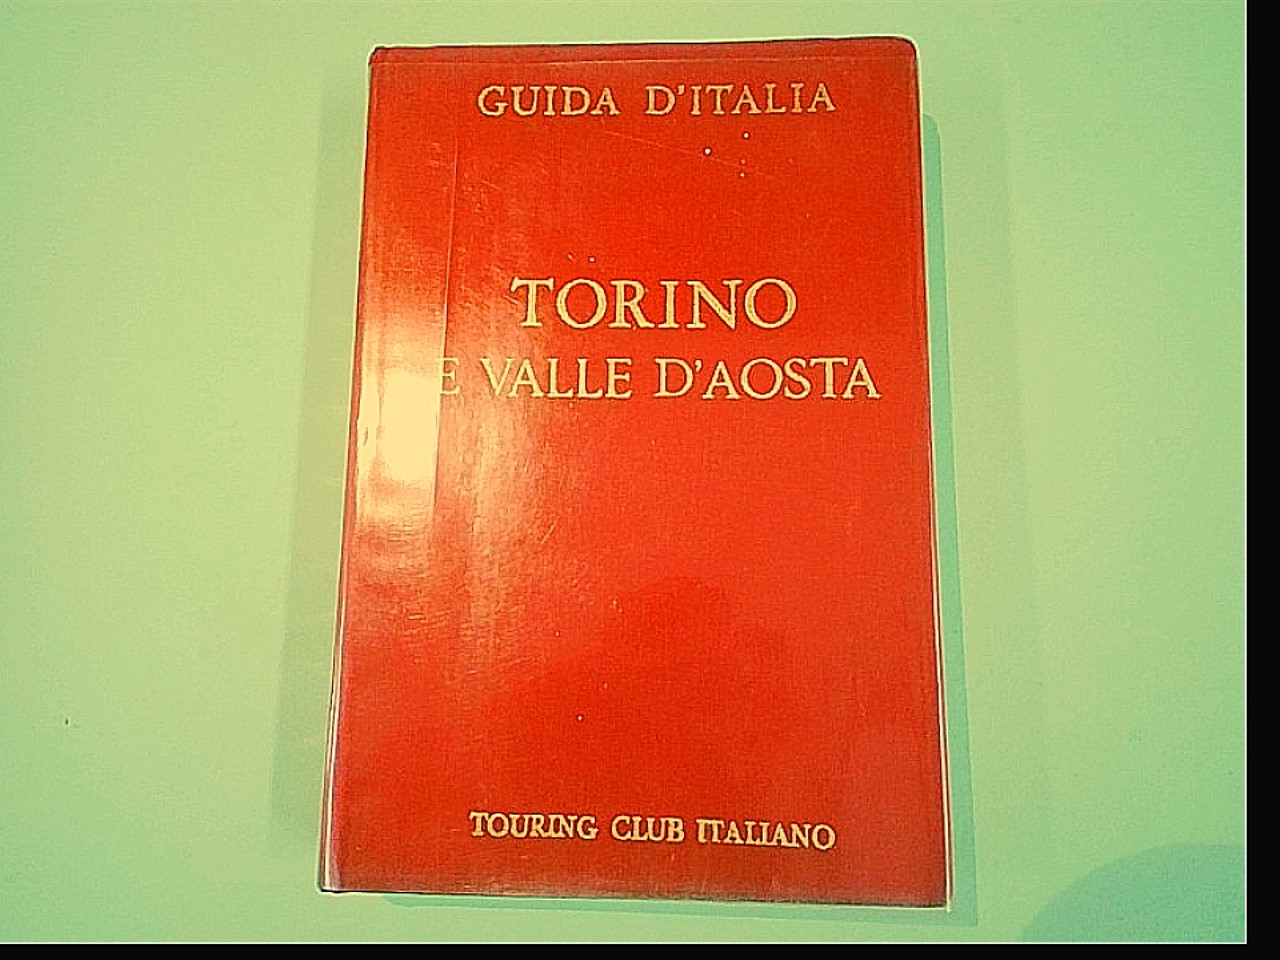 GUIDA D'ITALIA
TORINO
E VALLE D'AOSTA
TOURING CLUB ITALIANO